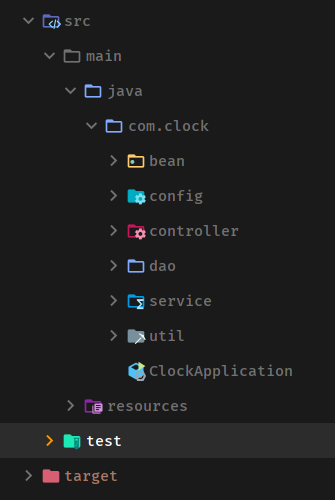 src
main
java
com.clock
bean
config
controller
dao
service
util
ClockApplication
resources
test
target